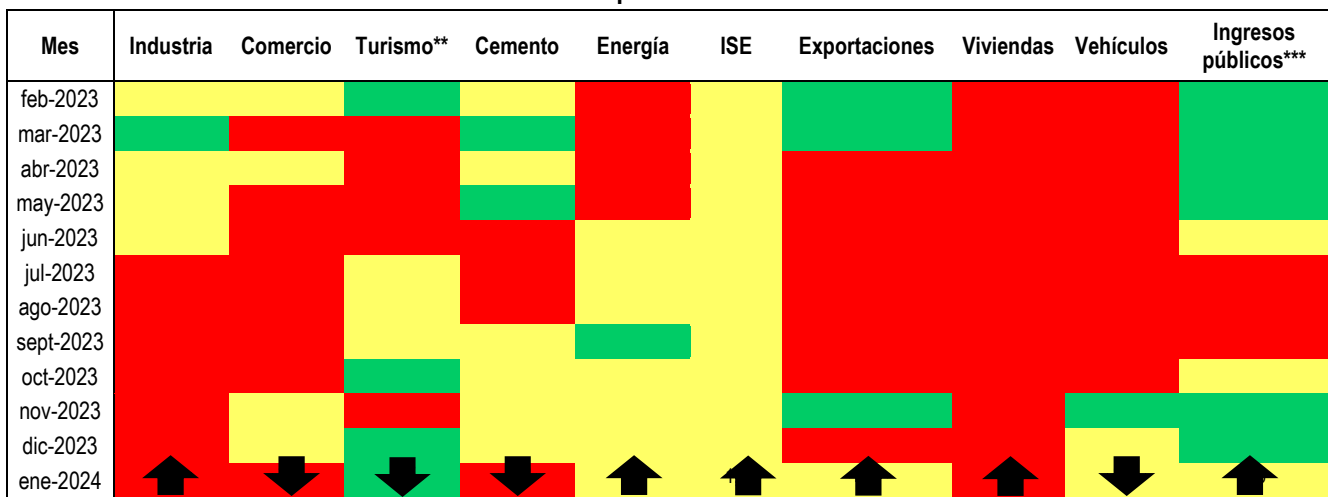 Mes Industria Comercio Turismo** Cemento Energía ISE Exportaciones Viviendas Vehículos Ingresos
públicos***
feb-2023
mar-2023
abr-2023
may-2023
jun-2023
jul-2023
ago-2023
sept-2023
oct-2023
nov-2023
dic-2023
ene-2024